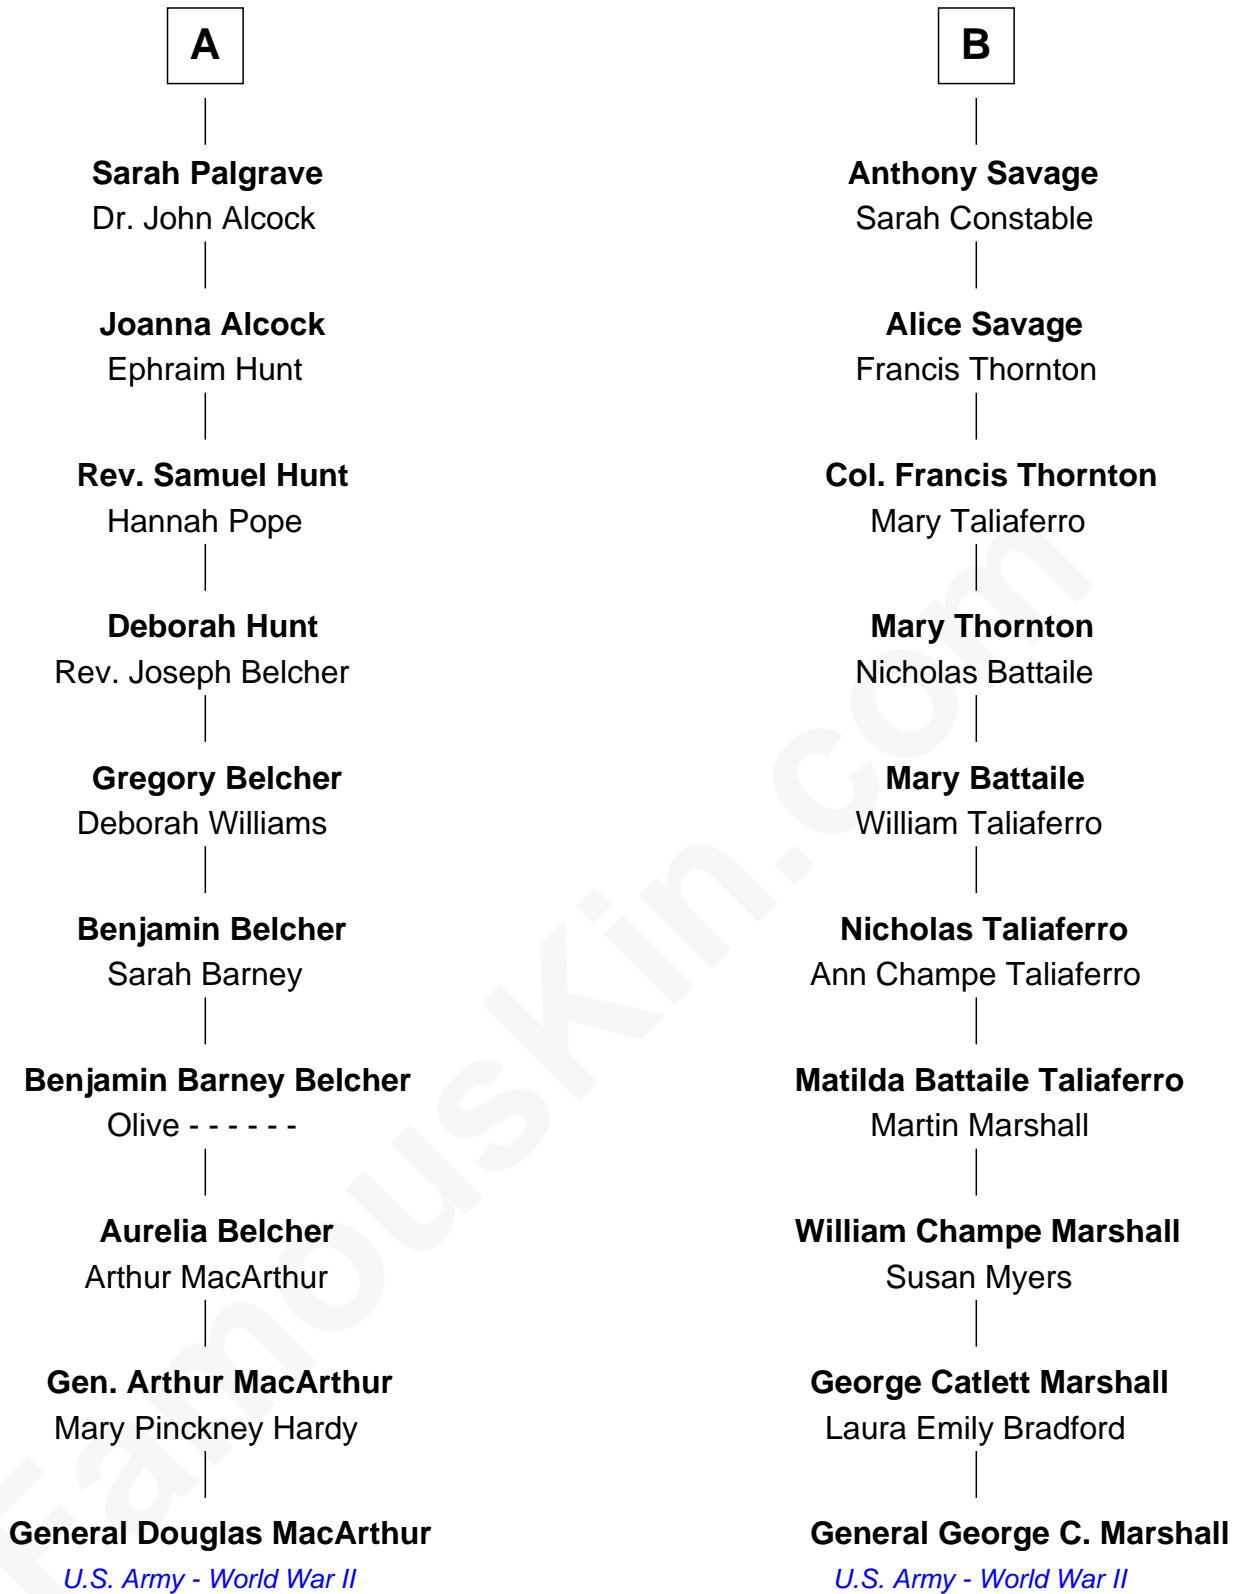 A
Sarah Palgrave
Dr. John Alcock
Joanna Alcock
Ephraim Hunt
Rev. Samuel Hunt
Hannah Pope
Deborah Hunt
Rev. Joseph Belcher
Gregory Belcher
Deborah Williams
Benjamin Belcher
Sarah Barney
Benjamin Barney Belcher
Olive - - - - - -
Aurelia Belcher
Arthur MacArthur
Gen. Arthur MacArthur
Mary Pinckney Hardy
General Douglas MacArthur
U.S. Army - World War II
B
Anthony Savage
Sarah Constable
Alice Savage
Francis Thornton
Col. Francis Thornton
Mary Taliaferro
Mary Thornton
Nicholas Battaile
Mary Battaile
William Taliaferro
Nicholas Taliaferro
Ann Champe Taliaferro
Matilda Battaile Taliaferro
Martin Marshall
William Champe Marshall
Susan Myers
George Catlett Marshall
Laura Emily Bradford
General George C. Marshall
U.S. Army - World War II
FamousKin.com